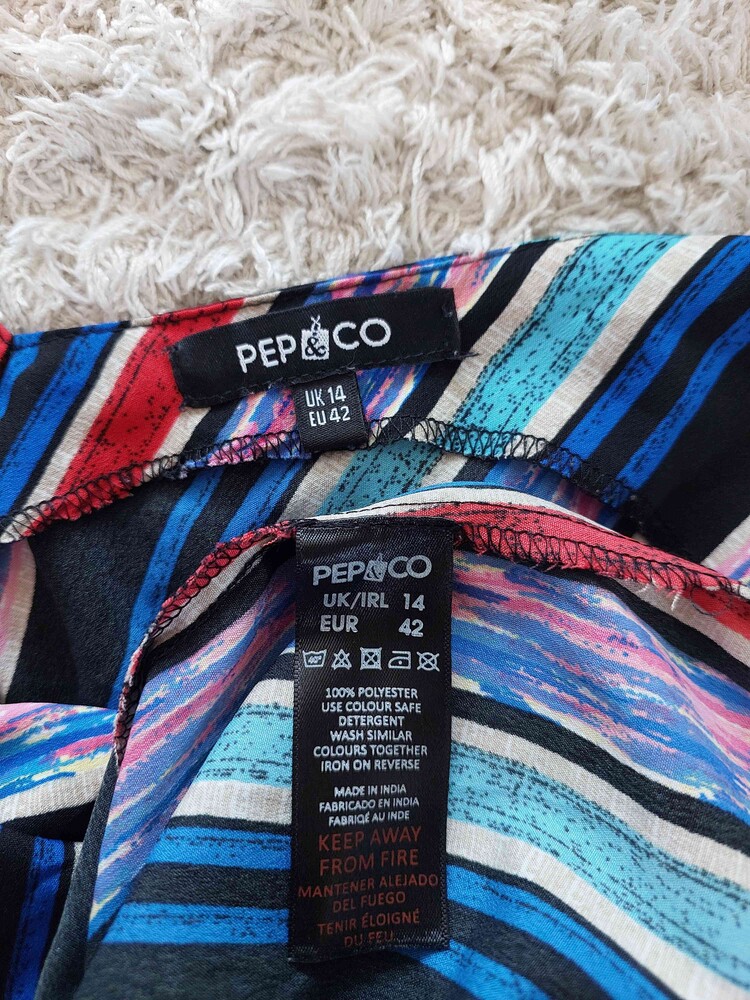 PEP&CO
UK 14
EU 42
PEP&CO
UK/IRL 14
EUR 42
40°
100% POLYESTER
USE COLOUR SAFE
DETERGENT
WASH SIMILAR
COLOURS TOGETHER
IRON ON REVERSE
MADE IN INDIA
FABRICADO EN INDIA
FABRIQÉ AU INDE
KEEP AWAY
FROM FIRE
MANTENER ALEJADO
DEL FUEGO
TENIR ÉLOIGNÉ
DU FEU